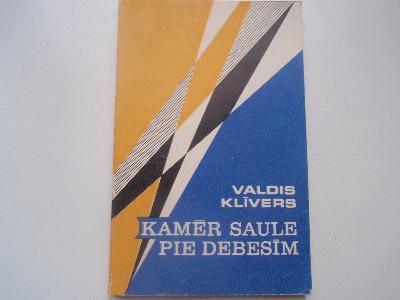 VALDIS
KLĪVERS
KAMĒR SAULE
PIE DEBESĪM